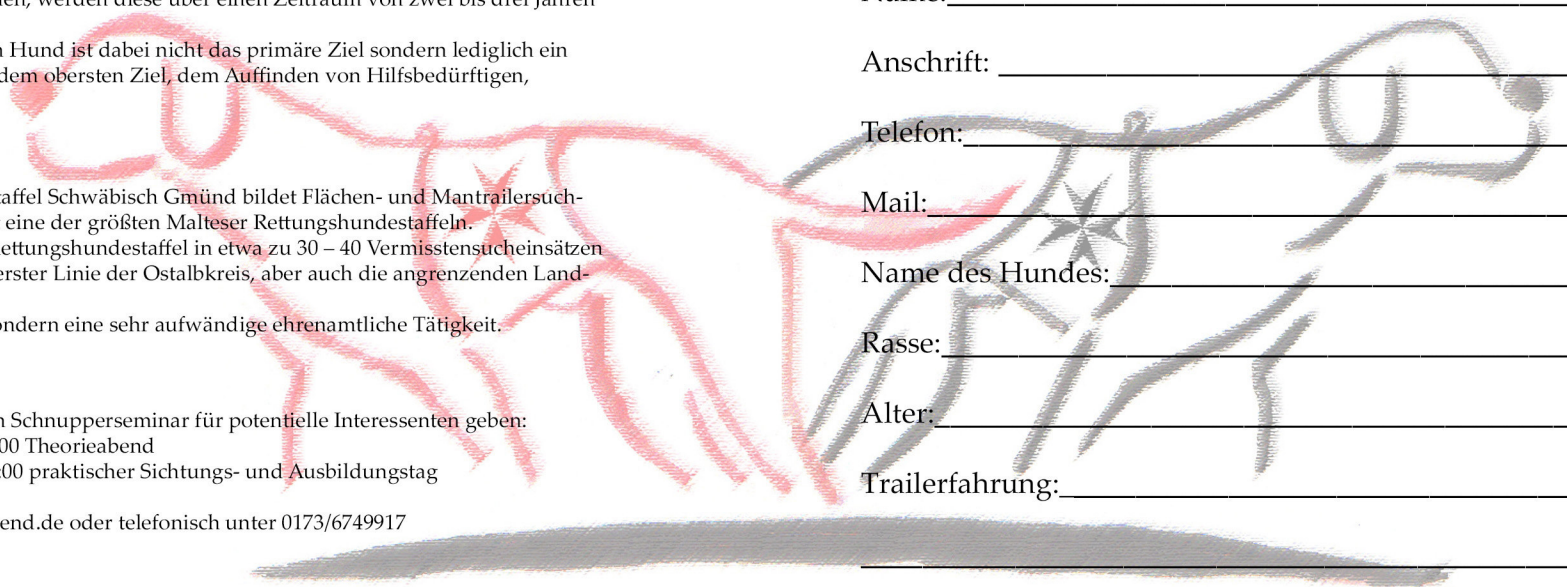 werden diese über einen Zeitraum von zwei bis drei Jahren
Hund ist dabei nicht das primäre Ziel sondern lediglich ein
dem obersten Ziel, dem Auffinden von Hilfsbedürftigen,
affel Schwäbisch Gmünd bildet Flächen- und Mantrailersuch-
eine der größten Malteser Rettungshundestaffeln.
ettungshundestaffel in etwa zu 30 – 40 Vermisstensucheinsätzen
erster Linie der Ostalbkreis, aber auch die angrenzenden Land-
ondern eine sehr aufwändige ehrenamtliche Tätigkeit.
n Schnupperseminar für potentielle Interessenten geben:
00 Theorieabend
:00 praktischer Sichtungs- und Ausbildungstag
end.de oder telefonisch unter 0173/6749917
Name:
Anschrift:
Telefon:
Mail:
Name des Hundes:
Rasse:
Alter:
Trailerfahrung: